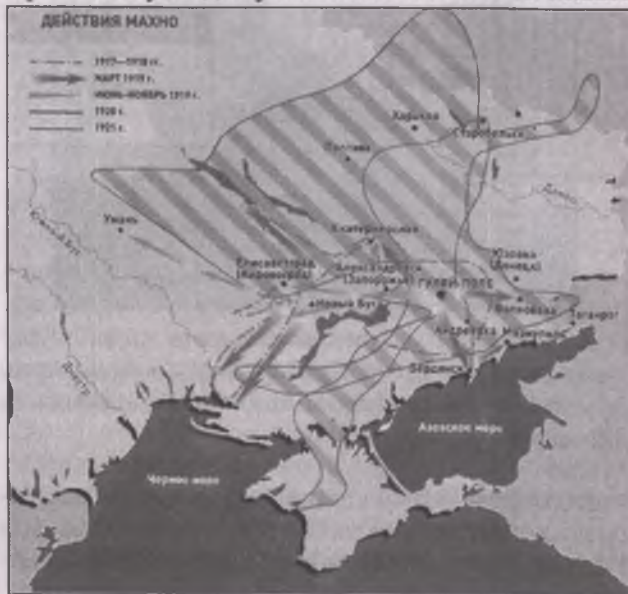 ДЕЙСТВИЯ МАХНО
1917—1918 гг.
МАРТ 1919 г.
ИЮНЬ-НОЯБРЬ 1919 г.
1920 г.
1921 г.
Харьков
Старобельск
Полтава
Умань
Южный Буг
Екатеринослав
Елисаветград
(Кировоград)
Александровск
(Запорожье)
ГУЛЯЙ-ПОЛЕ
Юзовка
(Донецк)
Новый Буг
Волноваха
Таганрог
Андреевка
Мариуполь
Бердянск
Днестр
Азовское море
Черное море